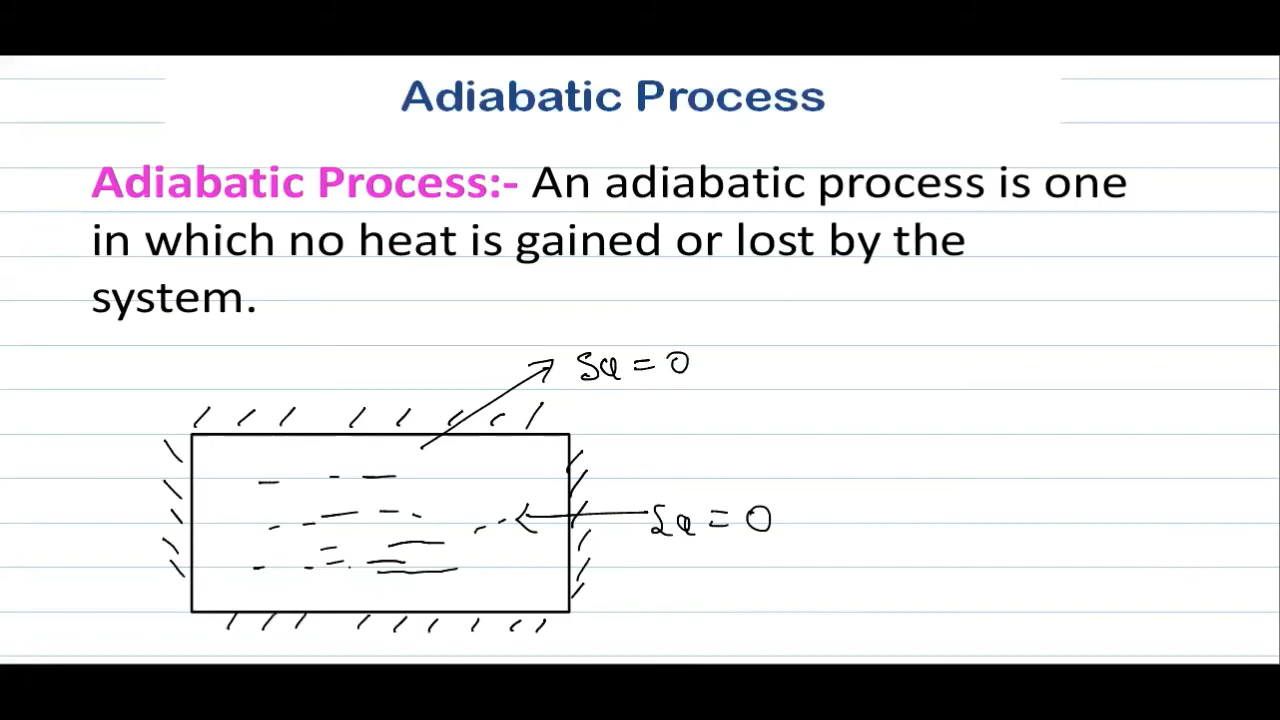 Adiabatic Process
Adiabatic Process:- An adiabatic process is one
in which no heat is gained or lost by the
system.
δQ = 0
δQ = 0